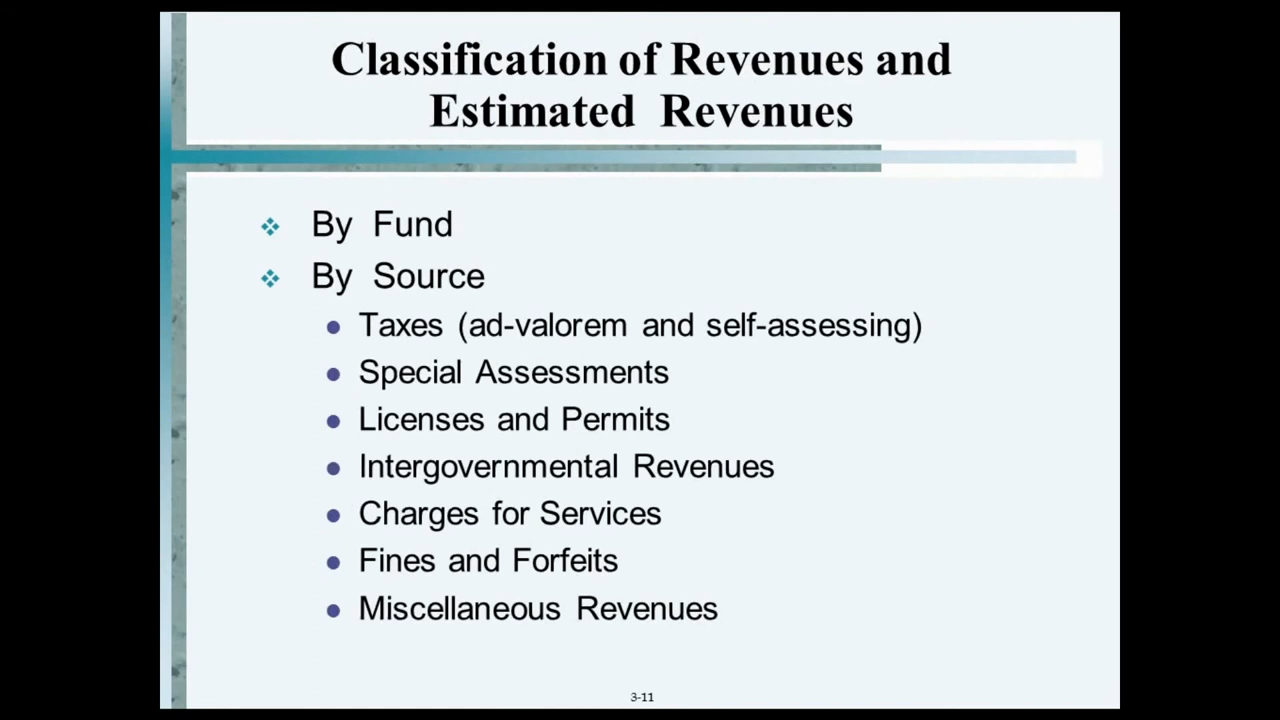 Classification of Revenues and
Estimated Revenues
By Fund
By Source
Taxes (ad-valorem and self-assessing)
Special Assessments
Licenses and Permits
Intergovernmental Revenues
Charges for Services
Fines and Forfeits
Miscellaneous Revenues
3-11